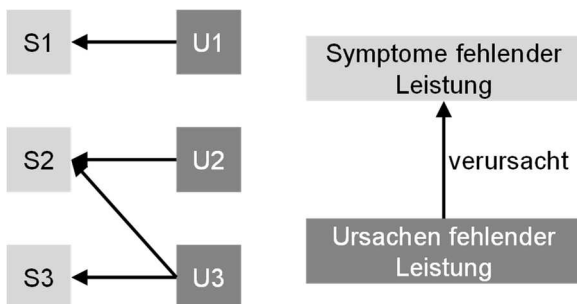 S1
U1
S2
U2
S3
U3
Symptome fehlender
Leistung
verursacht
Ursachen fehlender
Leistung